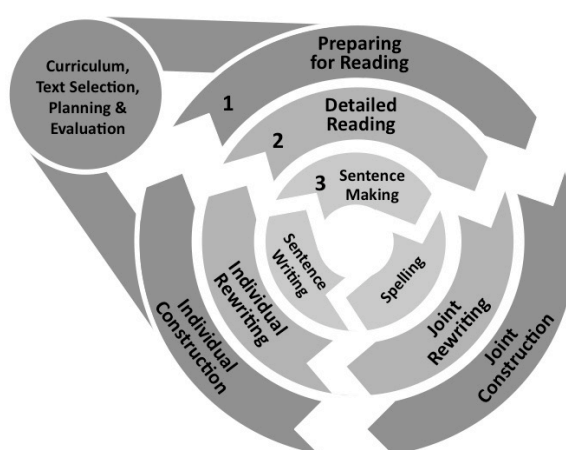 Curriculum,
Text Selection,
Planning &
Evaluation
1
Preparing
for Reading
2
Detailed
Reading
3
Sentence
Making
Sentence
Writing
Spelling
Individual
Rewriting
Joint
Rewriting
Individual
Construction
Joint
Construction